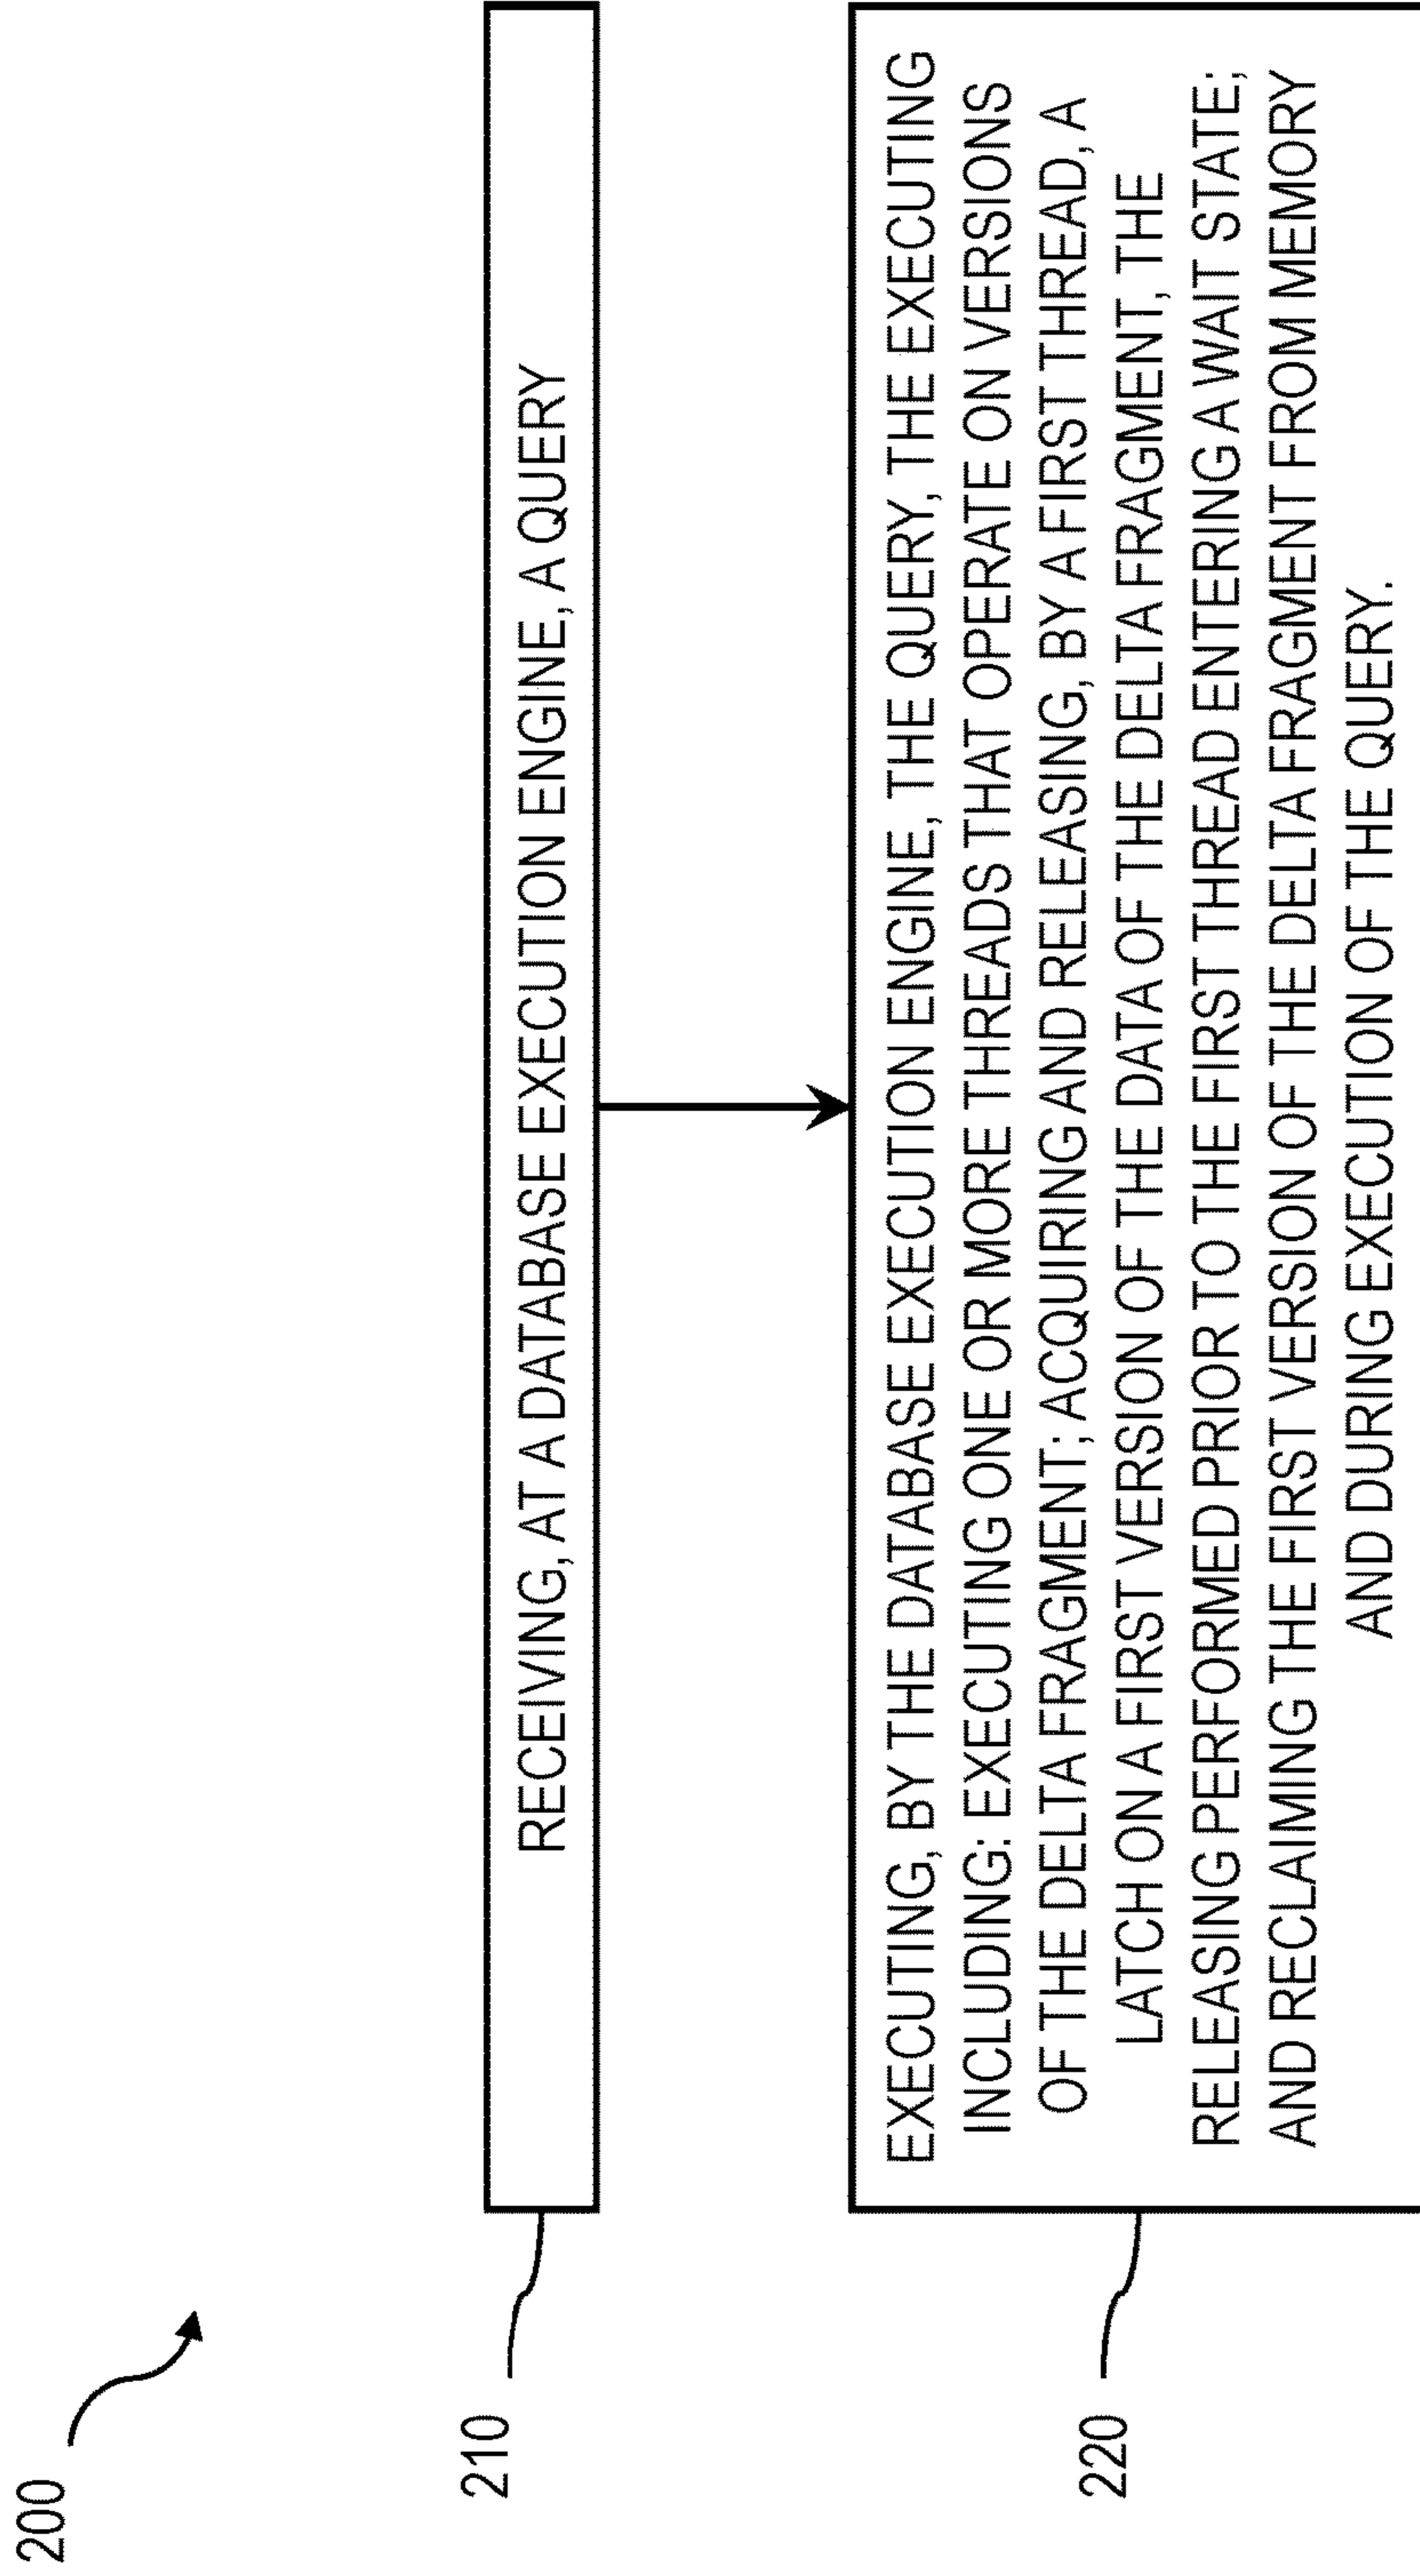 200
210
RECEIVING, AT A DATABASE EXECUTION ENGINE, A QUERY
220
EXECUTING, BY THE DATABASE EXECUTION ENGINE, THE QUERY, THE EXECUTING
INCLUDING: EXECUTING ONE OR MORE THREADS THAT OPERATE ON VERSIONS
OF THE DELTA FRAGMENT; ACQUIRING AND RELEASING, BY A FIRST THREAD, A
LATCH ON A FIRST VERSION OF THE DATA OF THE DELTA FRAGMENT, THE
RELEASING PERFORMED PRIOR TO THE FIRST THREAD ENTERING A WAIT STATE;
AND RECLAIMING THE FIRST VERSION OF THE DELTA FRAGMENT FROM MEMORY
AND DURING EXECUTION OF THE QUERY.